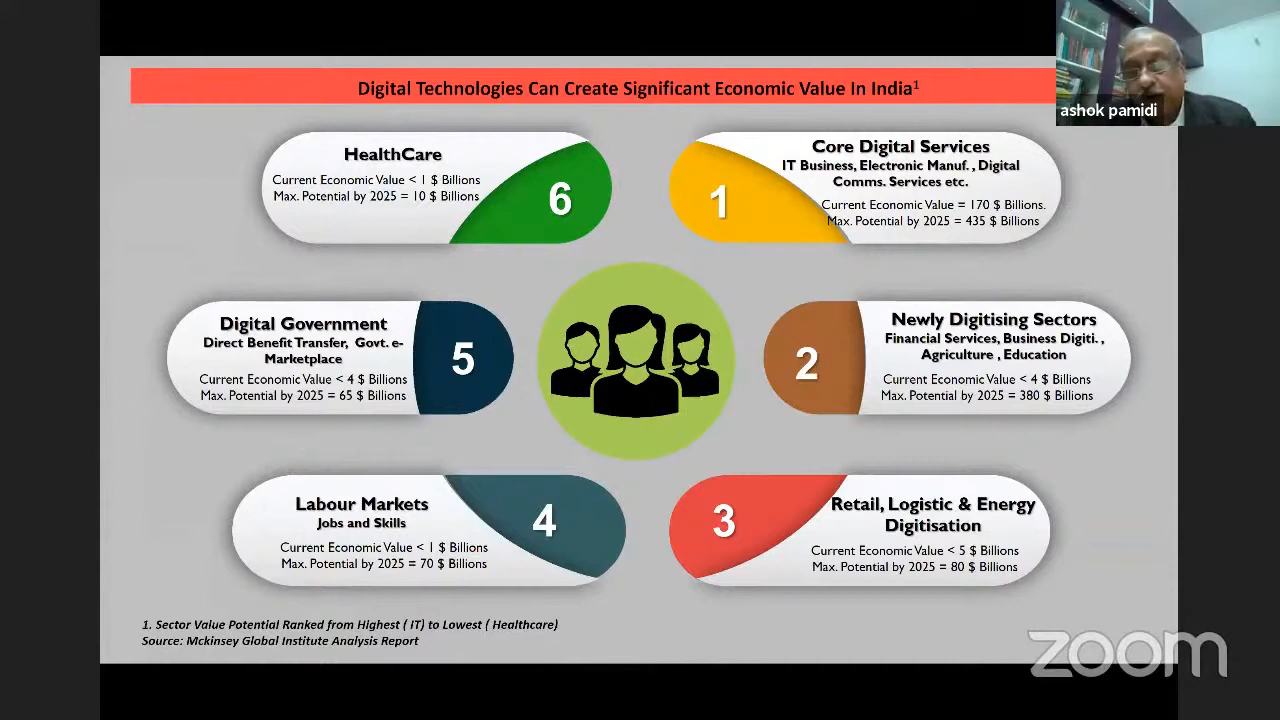 Digital Technologies Can Create Significant Economic Value In India¹
ashok pamidi
HealthCare
Current Economic Value < 1 $ Billions
Max. Potential by 2025 = 10 $ Billions
6
1
Core Digital Services
IT Business, Electronic Manuf. , Digital
Comms. Services etc.
Current Economic Value = 170 $ Billions.
Max. Potential by 2025 = 435 $ Billions
Digital Government
Direct Benefit Transfer, Govt. e-
Marketplace
Current Economic Value < 4 $ Billions
Max. Potential by 2025 = 65 $ Billions
5
2
Newly Digitising Sectors
Financial Services, Business Digiti. ,
Agriculture , Education
Current Economic Value < 4 $ Billions
Max. Potential by 2025 = 380 $ Billions
Labour Markets
Jobs and Skills
Current Economic Value < 1 $ Billions
Max. Potential by 2025 = 70 $ Billions
4
3
Retail, Logistic & Energy
Digitisation
Current Economic Value < 5 $ Billions
Max. Potential by 2025 = 80 $ Billions
1. Sector Value Potential Ranked from Highest ( IT) to Lowest ( Healthcare)
Source: Mckinsey Global Institute Analysis Report
zoom